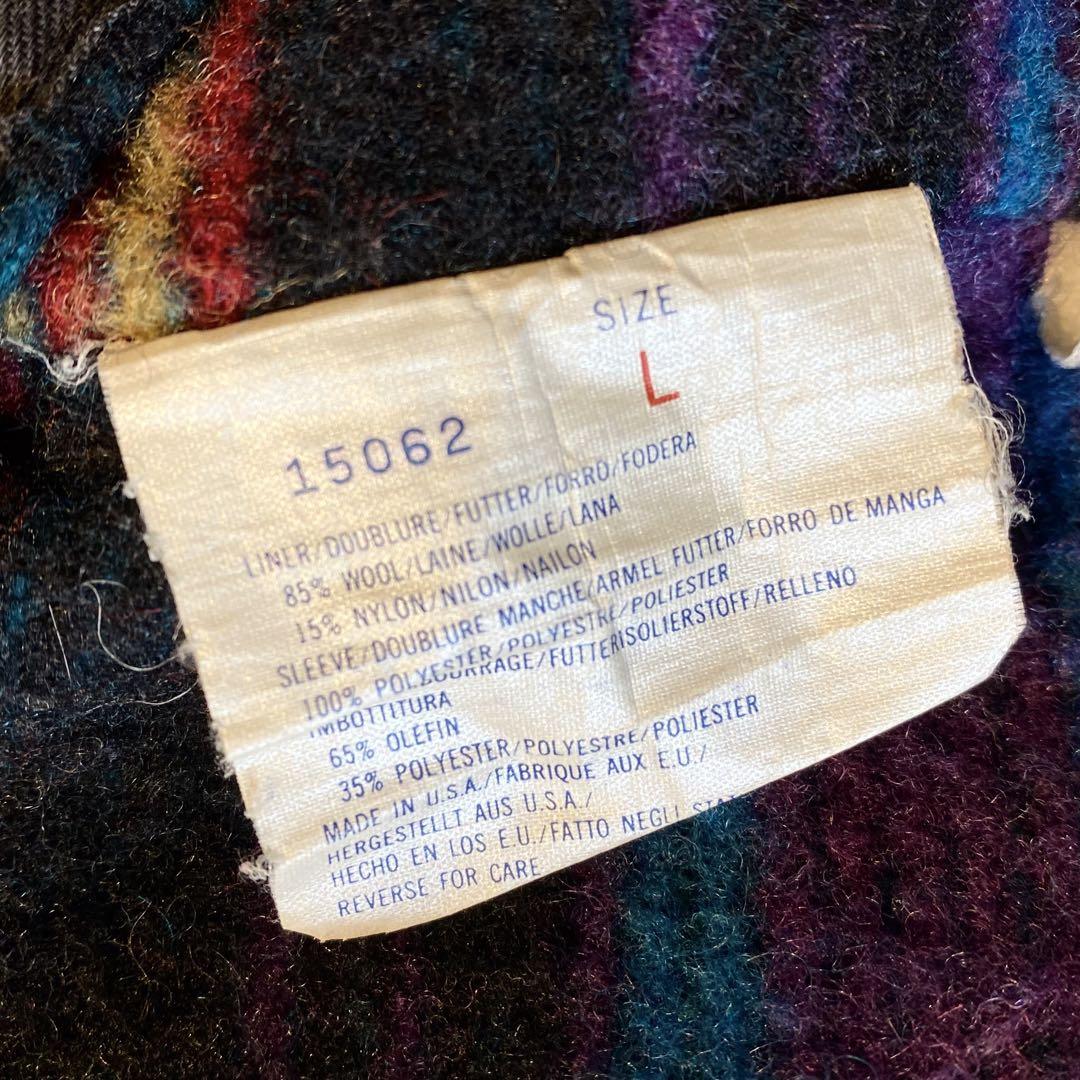 SIZE
L
15062
LINER/DOUBLURE/FUTTER/FORRO/FODERA
85% WOOL/LAINE/WOLLE/LANA
15% NYLON/NILON/NAILON
SLEEVE/DOUBLURE MANCHE/ARMEL FUTTER/FORRO DE MANGA
100% POLYESTER/POLYESTRE/POLIESTER
/FUTTERISOLIERSTOFF/RELLENO
IMBOTTITURA
65% OLEFIN
35% POLYESTER/POLYESTRE/POLIESTER
MADE IN U.S.A./FABRIQUE AUX E.U./
HERGESTELLT AUS U.S.A./
HECHO EN LOS E.U./FATTO NEGLI
REVERSE FOR CARE